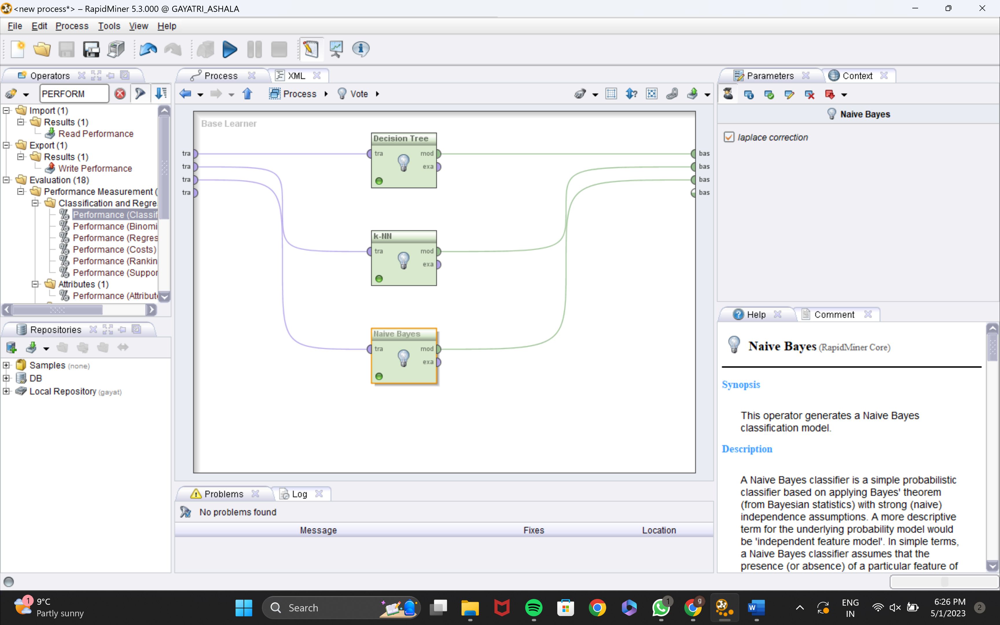 <new process*> – RapidMiner 5.3.000 @ GAYATRI_ASHALA
File Edit Process Tools View Help
Operators
PERFORM
Import (1)
Results (1)
Read Performance
Export (1)
Results (1)
Write Performance
Evaluation (18)
Performance Measurement (
Classification and Regre
Performance (Classif
Performance (Binomi
Performance (Regres
Performance (Costs)
Performance (Rankin
Performance (Suppor
Attributes (1)
Performance (Attribut
Repositories
Samples (none)
DB
Local Repository (gayat)
Process XML
Process Vote
Base Learner
tra
tra
tra
tra
Decision Tree
tra mod
exa
k-NN
tra mod
exa
Naive Bayes
tra mod
exa
bas
bas
bas
bas
Problems Log
No problems found
Message Fixes Location
Parameters Context
Naive Bayes
laplace correction
Help Comment
Naive Bayes (RapidMiner Core)
Synopsis
This operator generates a Naive Bayes
classification model.
Description
A Naive Bayes classifier is a simple probabilistic
classifier based on applying Bayes' theorem
(from Bayesian statistics) with strong (naive)
independence assumptions. A more descriptive
term for the underlying probability model would
be 'independent feature model'. In simple terms,
a Naive Bayes classifier assumes that the
presence (or absence) of a particular feature of
1
9°C
Partly sunny
Search
1
g
W
ENG
IN
6:26 PM
5/1/2023
2